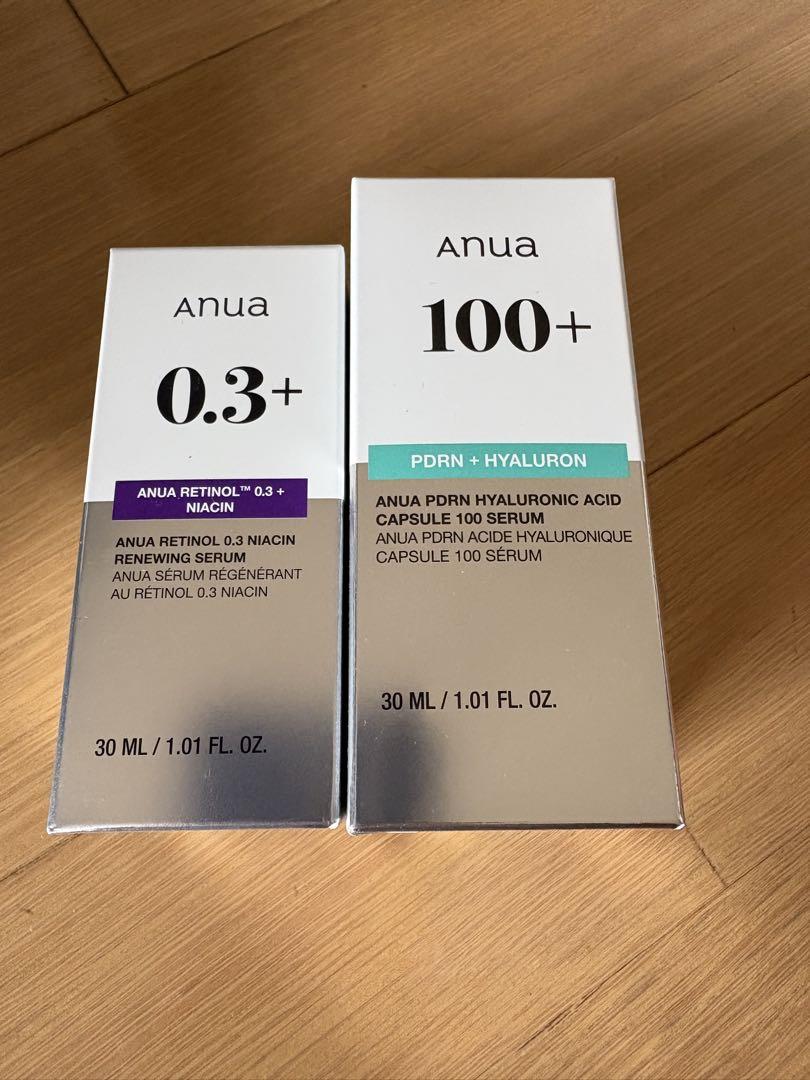 Anua
0.3+
ANUA RETINOL™ 0.3 +
NIACIN
ANUA RETINOL 0.3 NIACIN
RENEWING SERUM
ANUA SÉRUM RÉGÉNÉRANT
AU RÉTINOL 0.3 NIACIN
30 ML / 1.01 FL. OZ.
Anua
100+
PDRN + HYALURON
ANUA PDRN HYALURONIC ACID
CAPSULE 100 SERUM
ANUA PDRN ACIDE HYALURONIQUE
CAPSULE 100 SÉRUM
30 ML / 1.01 FL. OZ.